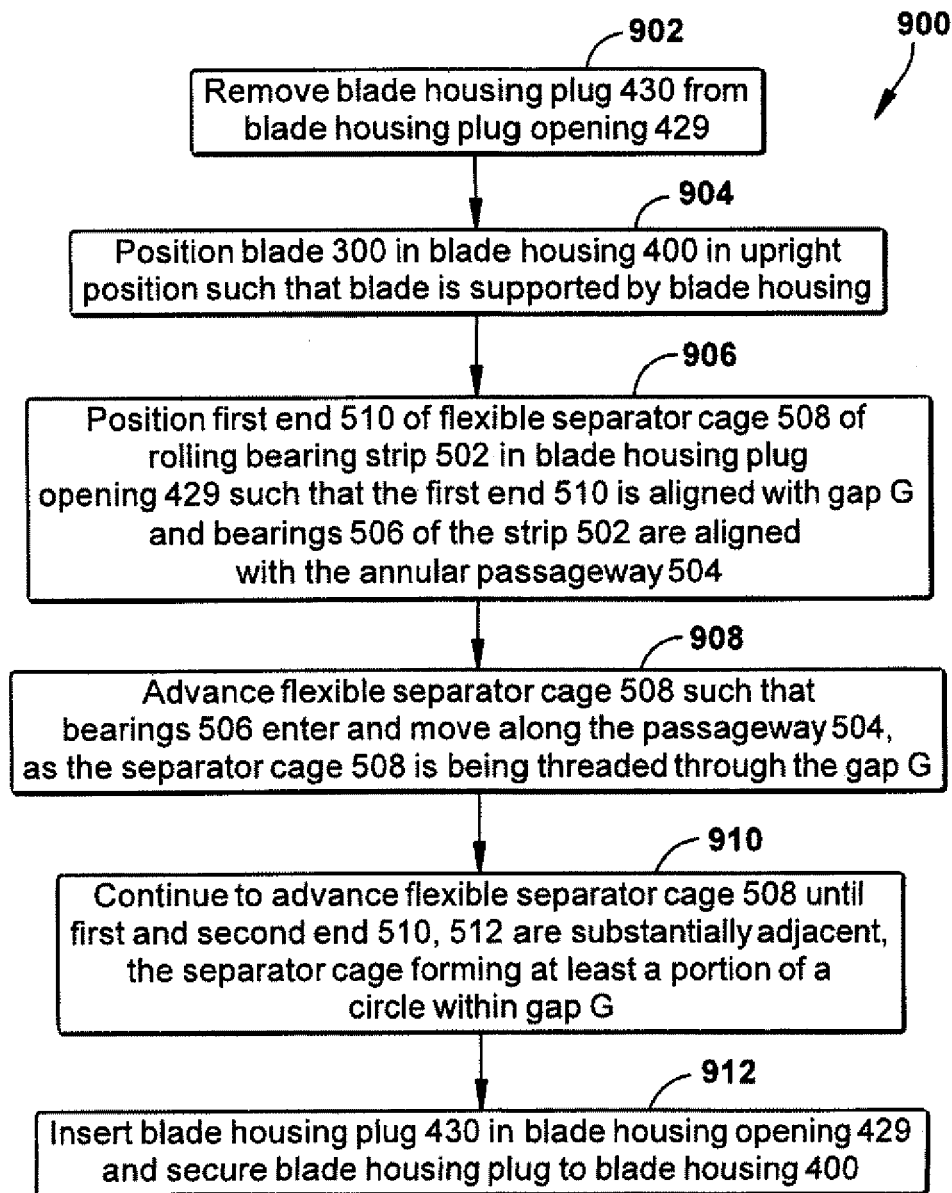 900
902
Remove blade housing plug 430 from
blade housing plug opening 429
904
Position blade 300 in blade housing 400 in upright
position such that blade is supported by blade housing
906
Position first end 510 of flexible separator cage 508 of
rolling bearing strip 502 in blade housing plug
opening 429 such that the first end 510 is aligned with gap G
and bearings 506 of the strip 502 are aligned
with the annular passageway 504
908
Advance flexible separator cage 508 such that
bearings 506 enter and move along the passageway 504,
as the separator cage 508 is being threaded through the gap G
910
Continue to advance flexible separator cage 508 until
first and second end 510, 512 are substantially adjacent,
the separator cage forming at least a portion of a
circle within gap G
912
Insert blade housing plug 430 in blade housing opening 429
and secure blade housing plug to blade housing 400